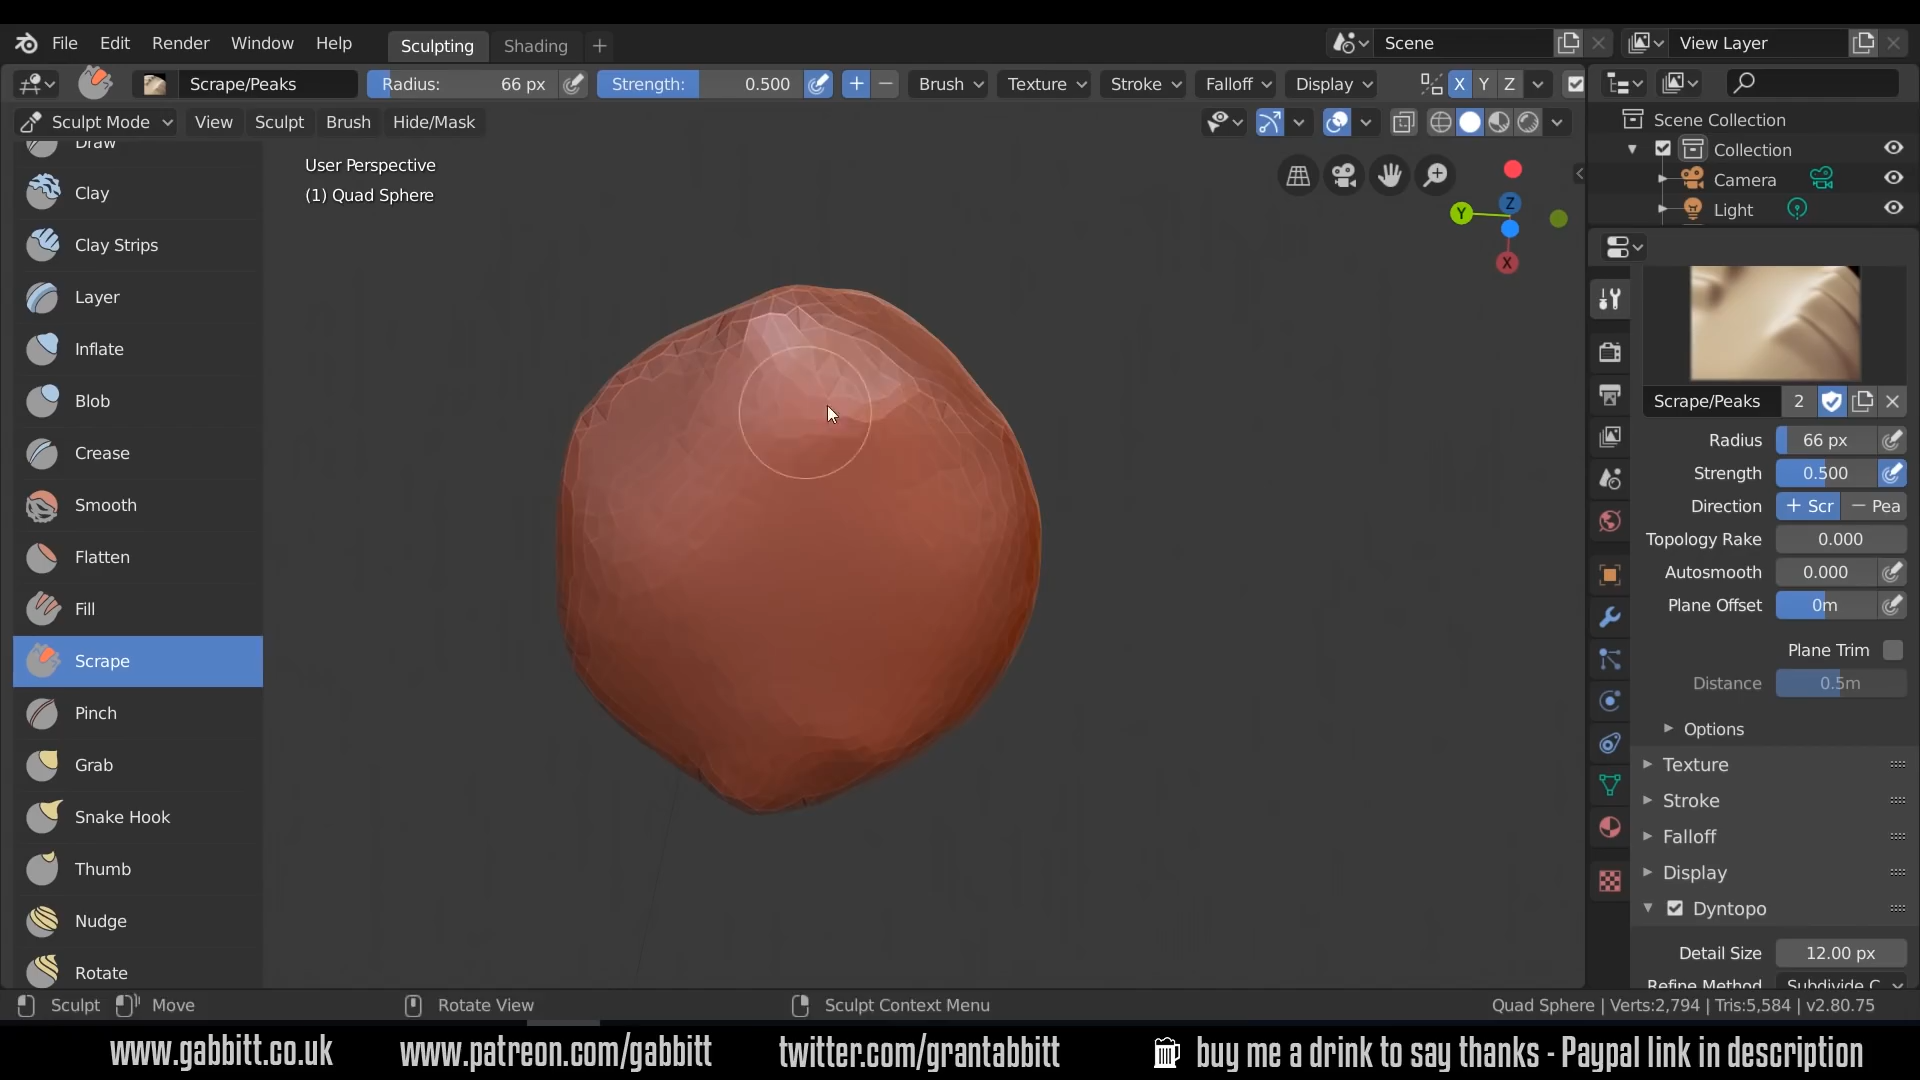 File Edit Render Window Help Sculpting Shading + Scene View Layer
Scrape/Peaks Radius: 66 px Strength: 0.500 + − Brush Texture Stroke Falloff Display X Y Z
Sculpt Mode View Sculpt Brush Hide/Mask
Draw
Clay
Clay Strips
Layer
Inflate
Blob
Crease
Smooth
Flatten
Fill
Scrape
Pinch
Grab
Snake Hook
Thumb
Nudge
Rotate
User Perspective
(1) Quad Sphere
Z
Y
X
Scene Collection
Collection
Camera
Light
Scrape/Peaks 2
Radius 66 px
Strength 0.500
Direction + Scr − Pea
Topology Rake 0.000
Autosmooth 0.000
Plane Offset 0m
Plane Trim
Distance 0.5m
Options
Texture
Stroke
Falloff
Display
Dyntopo
Detail Size 12.00 px
Refine Method Subdivide C
Sculpt Move Rotate View Sculpt Context Menu Quad Sphere | Verts:2,794 | Tris:5,584 | v2.80.75
www.gabbitt.co.uk www.patreon.com/gabbitt twitter.com/grantabbitt buy me a drink to say thanks - Paypal link in description